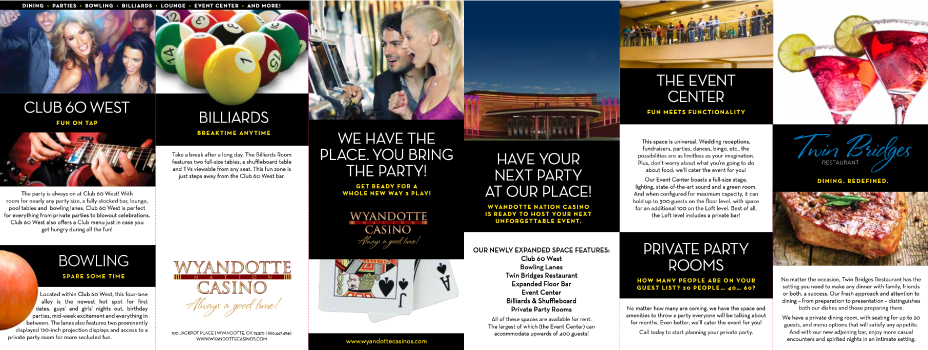 DINING • PARTIES • BOWLING • BILLIARDS • LOUNGE • EVENT CENTER • AND MORE!
CLUB 60 WEST
FUN ON TAP
The party is always on at Club 60 West! With
room for nearly any party size, a fully-stocked bar, lounge,
pool tables and bowling lanes, Club 60 West is perfect
for everything from private parties to blowout celebrations.
Club 60 West also offers a Club menu just in case you
get hungry during all the fun!
BOWLING
SPARE SOME TIME
Located within Club 60 West, this four-lane
alley is the newest hot spot for first
dates, guys' and girls' nights out, birthday
parties, mid-week excitement and everything in
between. The lanes also features two prominently
displayed 110-inch projection displays and access to a
private party room for more secluded fun.
BILLIARDS
BREAKTIME ANYTIME
Take a break after a long day. The Billiards Room
features two full-size tables, a shuffleboard table
and TVs viewable from any seat. This fun zone is
just steps away from the Club 60 West bar.
WYANDOTTE
NATION
CASINO
Always a good time!
100 JACKPOT PLACE | WYANDOTTE, OK 74370
WWW.WYANDOTTECASINOS.COM
WE HAVE THE
PLACE. YOU BRING
THE PARTY!
GET READY FOR A
WHOLE NEW WAY 2 PLAY!
WYANDOTTE
NATION
CASINO
Always a good time!
A
K
www.wyandottecasinos.com
HAVE YOUR
NEXT PARTY
AT OUR PLACE!
WYANDOTTE NATION CASINO
IS READY TO HOST YOUR NEXT
UNFORGETTABLE EVENT.
OUR NEWLY EXPANDED SPACE FEATURES:
Club 60 West
Bowling Lanes
Twin Bridges Restaurant
Expanded Floor Bar
Event Center
Billiards & Shuffleboard
Private Party Rooms
All of these spaces are available for rent.
The largest of which (the Event Center) can
accommodate upwards of 400 guests!
THE EVENT
CENTER
FUN MEETS FUNCTIONALITY
This space is universal. Wedding receptions,
fundraisers, parties, dances, bingo, etc., the
possibilities are as limitless as your imagination.
Plus, don't worry about what you're going to do
about food; we'll cater the event for you!
Our Event Center boasts a full-size stage,
lighting, state-of-the-art sound and a green room.
And when configured for maximum capacity, it can
hold up to 300 guests on the floor level, with space
for an additional 100 on the Loft level. Best of all,
the Loft level includes a private bar!
PRIVATE PARTY
ROOMS
HOW MANY PEOPLE ARE ON YOUR
GUEST LIST? 20 PEOPLE... 40... 60?
No matter how many are coming, we have the space and
amenities to throw a party everyone will be talking about
for months. Even better, we'll cater the event for you!
Call today to start planning your private party.
Twin Bridges
RESTAURANT
DINING. REDEFINED.
No matter the occasion, Twin Bridges Restaurant has the
setting you need to make any dinner with family, friends
or both, a success. Our fresh approach and attention to
dining – from preparation to presentation – distinguishes
both our dishes and those preparing them.
We have a private dining room, with seating for up to 20
guests, and menu options that will satisfy any appetite.
And with our new adjoining bar, enjoy more casual
encounters and spirited nights in an intimate setting.